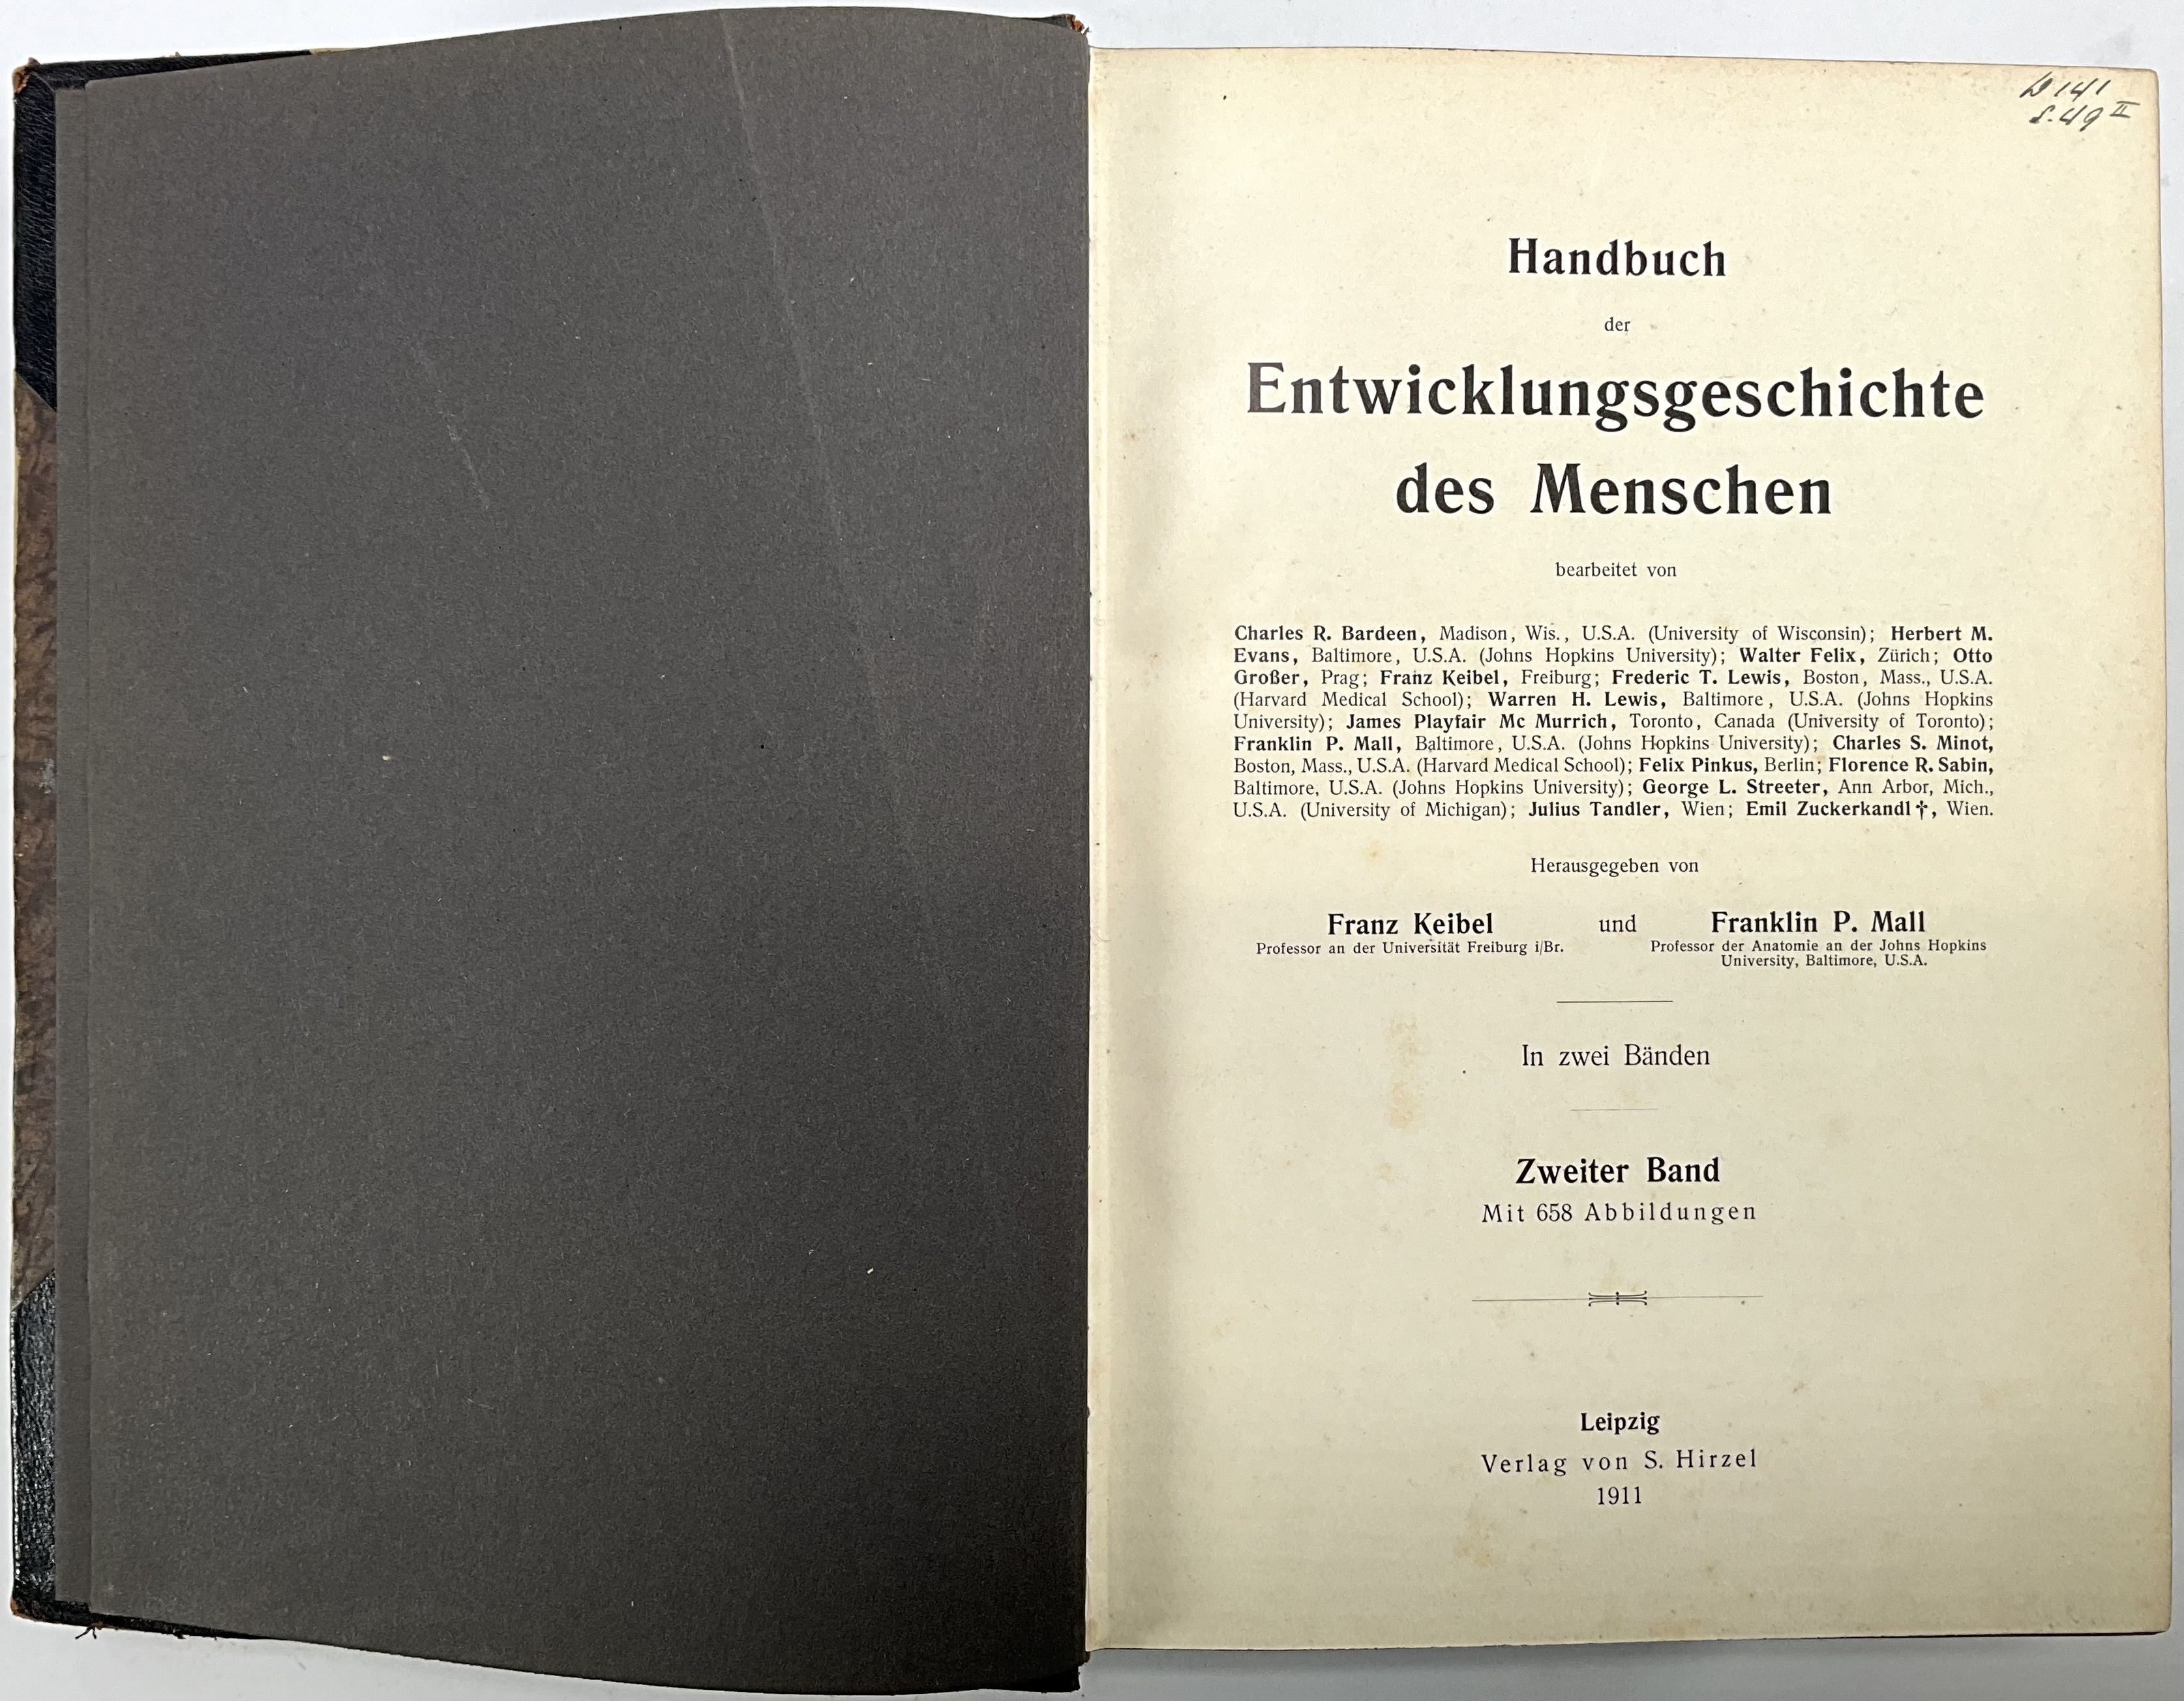 D 141
S. 49 II
Handbuch
der
Entwicklungsgeschichte
des Menschen
bearbeitet von
Charles R. Bardeen, Madison, Wis., U.S.A. (University of Wisconsin); Herbert M.
Evans, Baltimore, U.S.A. (Johns Hopkins University); Walter Felix, Zürich; Otto
Großer, Prag; Franz Keibel, Freiburg; Frederic T. Lewis, Boston, Mass., U.S.A.
(Harvard Medical School); Warren H. Lewis, Baltimore, U.S.A. (Johns Hopkins
University); James Playfair Mc Murrich, Toronto, Canada (University of Toronto);
Franklin P. Mall, Baltimore, U.S.A. (Johns Hopkins University); Charles S. Minot,
Boston, Mass., U.S.A. (Harvard Medical School); Felix Pinkus, Berlin; Florence R. Sabin,
Baltimore, U.S.A. (Johns Hopkins University); George L. Streeter, Ann Arbor, Mich.,
U.S.A. (University of Michigan); Julius Tandler, Wien; Emil Zuckerkandl †, Wien.
Herausgegeben von
Franz Keibel und Franklin P. Mall
Professor an der Universität Freiburg i/Br. Professor der Anatomie an der Johns Hopkins
University, Baltimore, U.S.A.
In zwei Bänden
Zweiter Band
Mit 658 Abbildungen
Leipzig
Verlag von S. Hirzel
1911